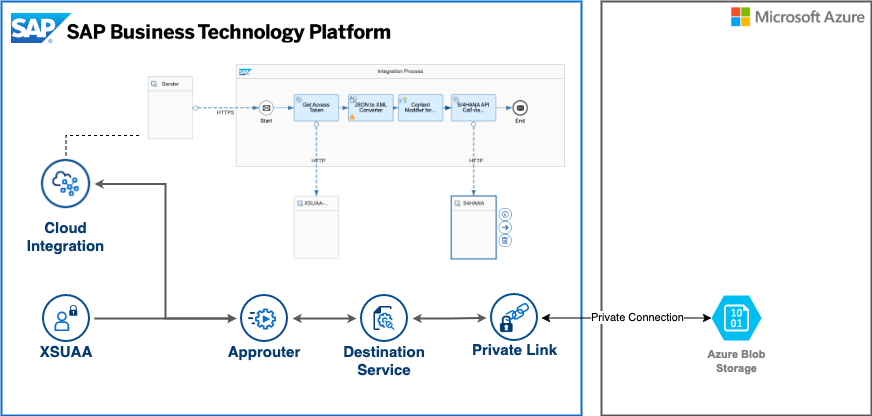 SAP
SAP Business Technology Platform
Microsoft Azure
SAP
Integration Process
Sender
HTTPS
Start
Get Access
Token
JSON to XML
Converter
Content
Modifier for...
S/4HANA API
Call via...
End
HTTP
HTTP
XSUAA-...
S4HANA
Cloud
Integration
XSUAA
Approuter
Destination
Service
Private Link
Private Connection
10
01
Azure Blob
Storage